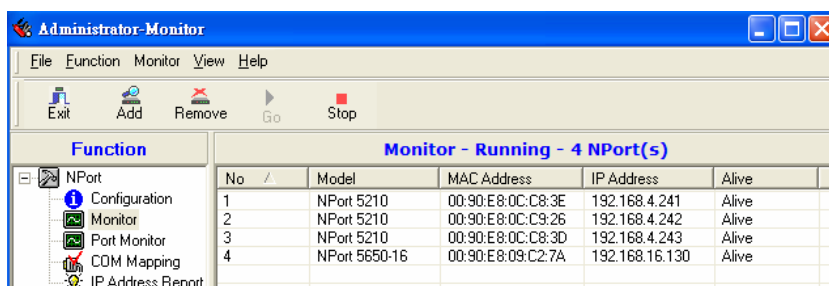 Administrator-Monitor
File Function Monitor View Help
Exit Add Remove Go Stop
Function
Monitor - Running - 4 NPort(s)
NPort
Configuration
Monitor
Port Monitor
COM Mapping
IP Address Report
No Model MAC Address IP Address Alive
1 NPort 5210 00:90:E8:0C:C8:3E 192.168.4.241 Alive
2 NPort 5210 00:90:E8:0C:C9:26 192.168.4.242 Alive
3 NPort 5210 00:90:E8:0C:C8:3D 192.168.4.243 Alive
4 NPort 5650-16 00:90:E8:09:C2:7A 192.168.16.130 Alive